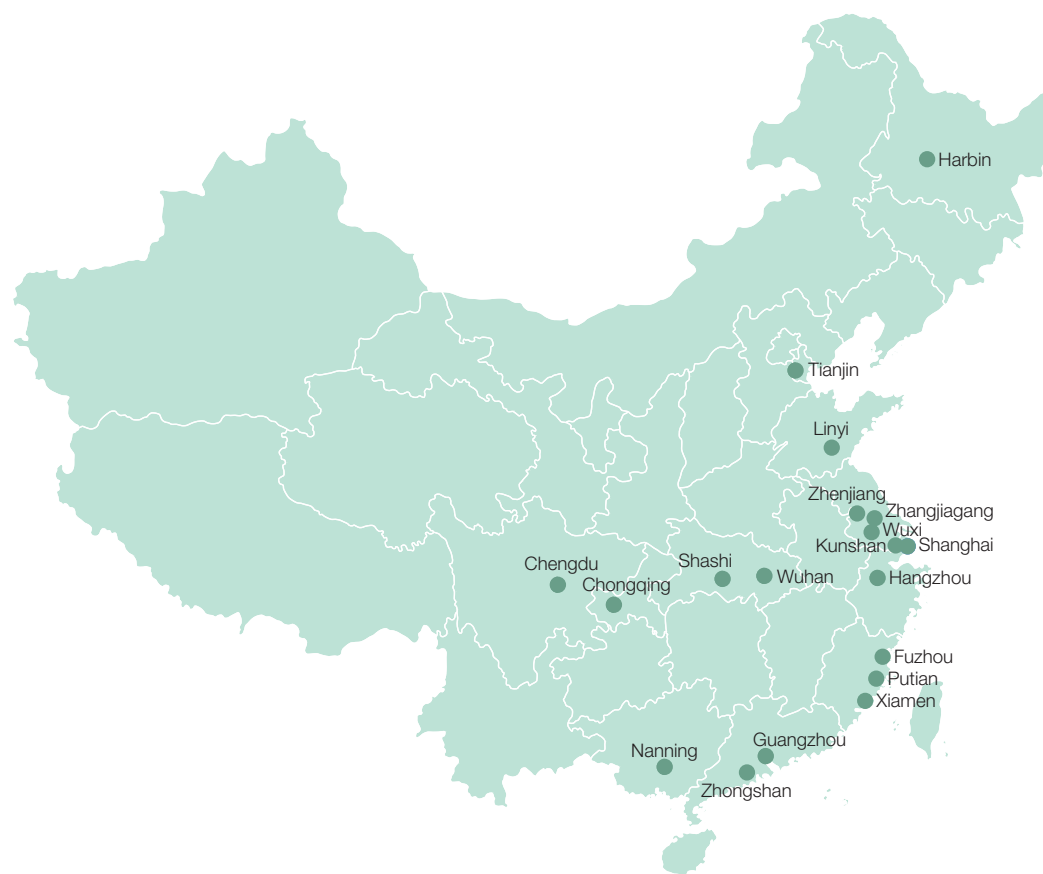 Harbin
Tianjin
Linyi
Zhenjiang
Zhangjiagang
Wuxi
Kunshan
Shanghai
Shashi
Chengdu
Wuhan
Hangzhou
Chongqing
Fuzhou
Putian
Xiamen
Guangzhou
Nanning
Zhongshan